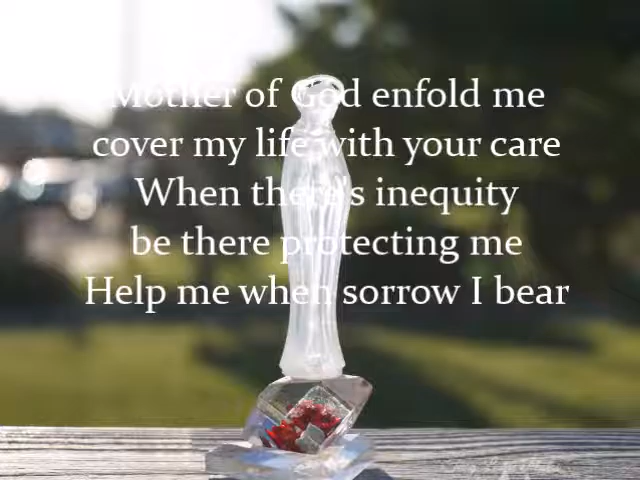 Mother of God enfold me
cover my life with your care
When there's inequity
be there protecting me
Help me when sorrow I bear